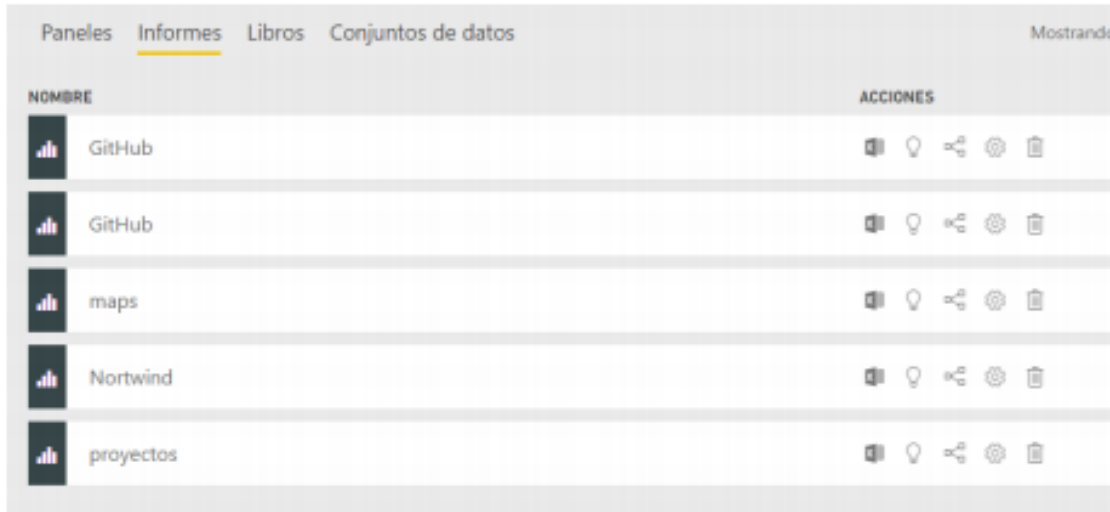 Paneles Informes Libros Conjuntos de datos Mostrando
NOMBRE ACCIONES
GitHub
GitHub
maps
Nortwind
proyectos